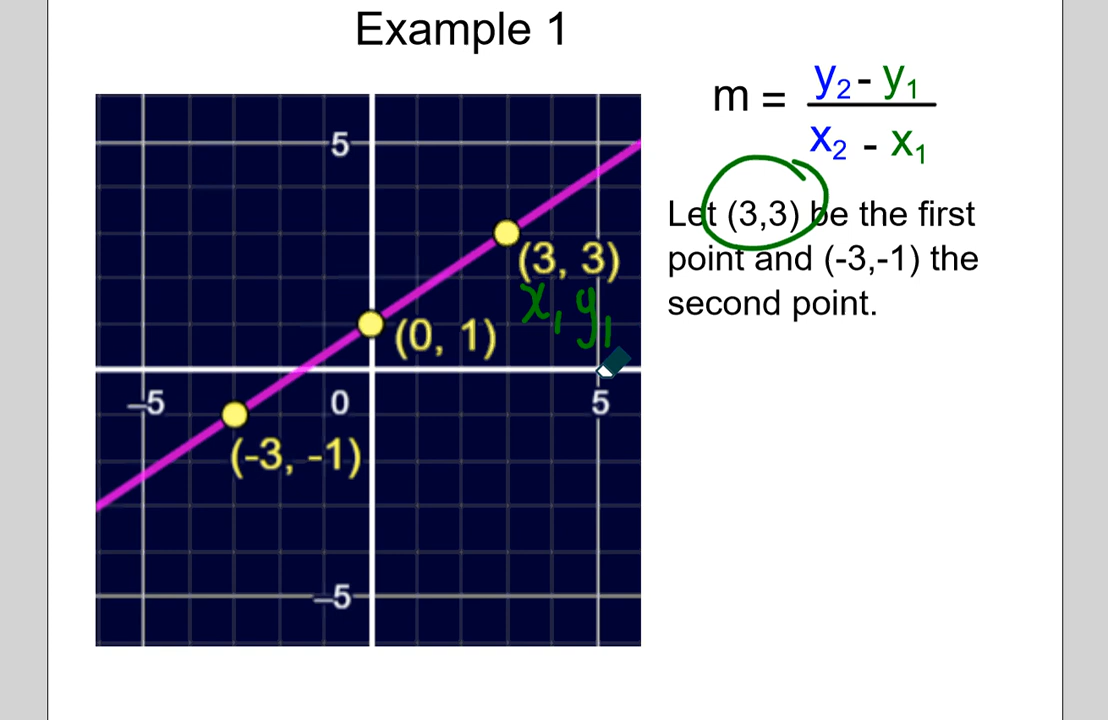 Example 1
m = y₂ - y₁
x₂ - x₁
Let (3,3) be the first
point and (-3,-1) the
second point.
5
(3, 3)
x₁ y₁
(0, 1)
–5
0
5
(-3, -1)
–5